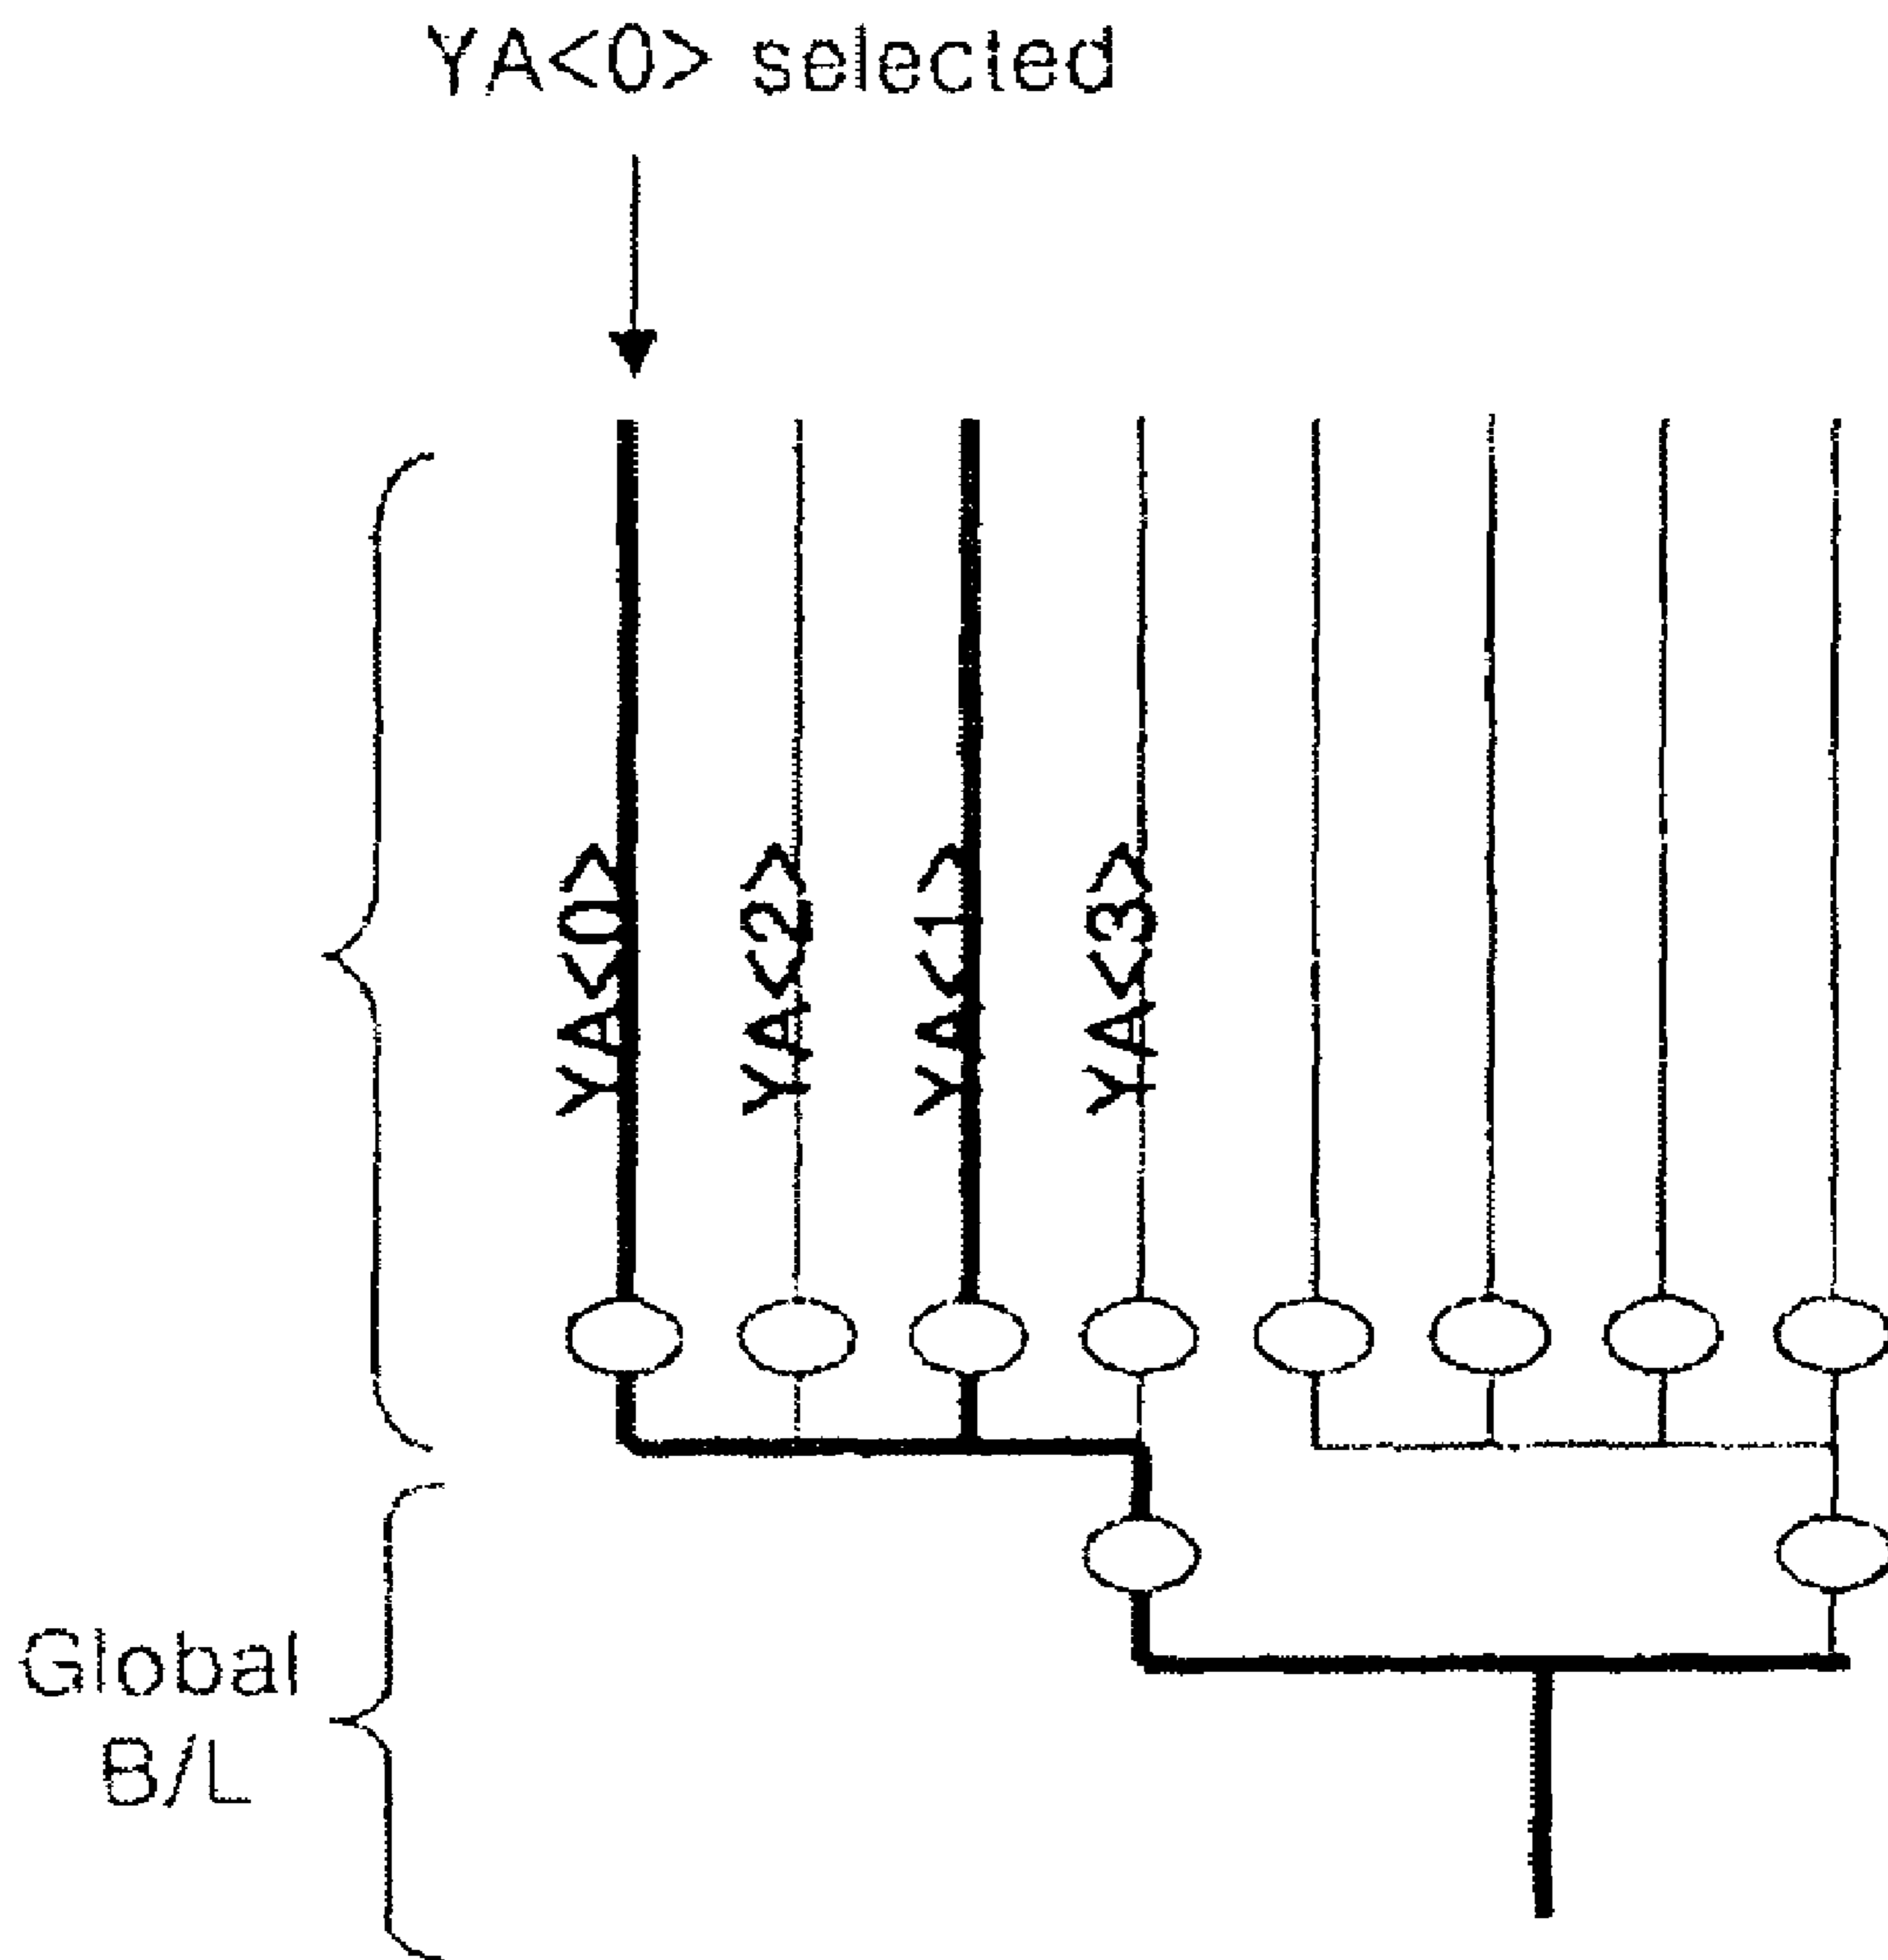 YA<0> selected
YA<0>
YA<2>
YA<1>
YA<3>
Global
B/L